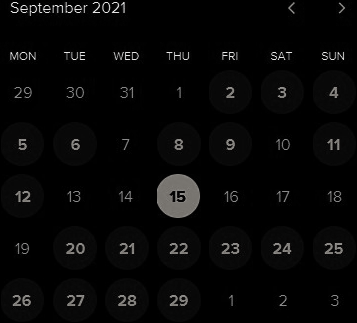 September 2021
MON TUE WED THU FRI SAT SUN
29 30 31 1 2 3 4
5 6 7 8 9 10 11
12 13 14 15 16 17 18
19 20 21 22 23 24 25
26 27 28 29 1 2 3